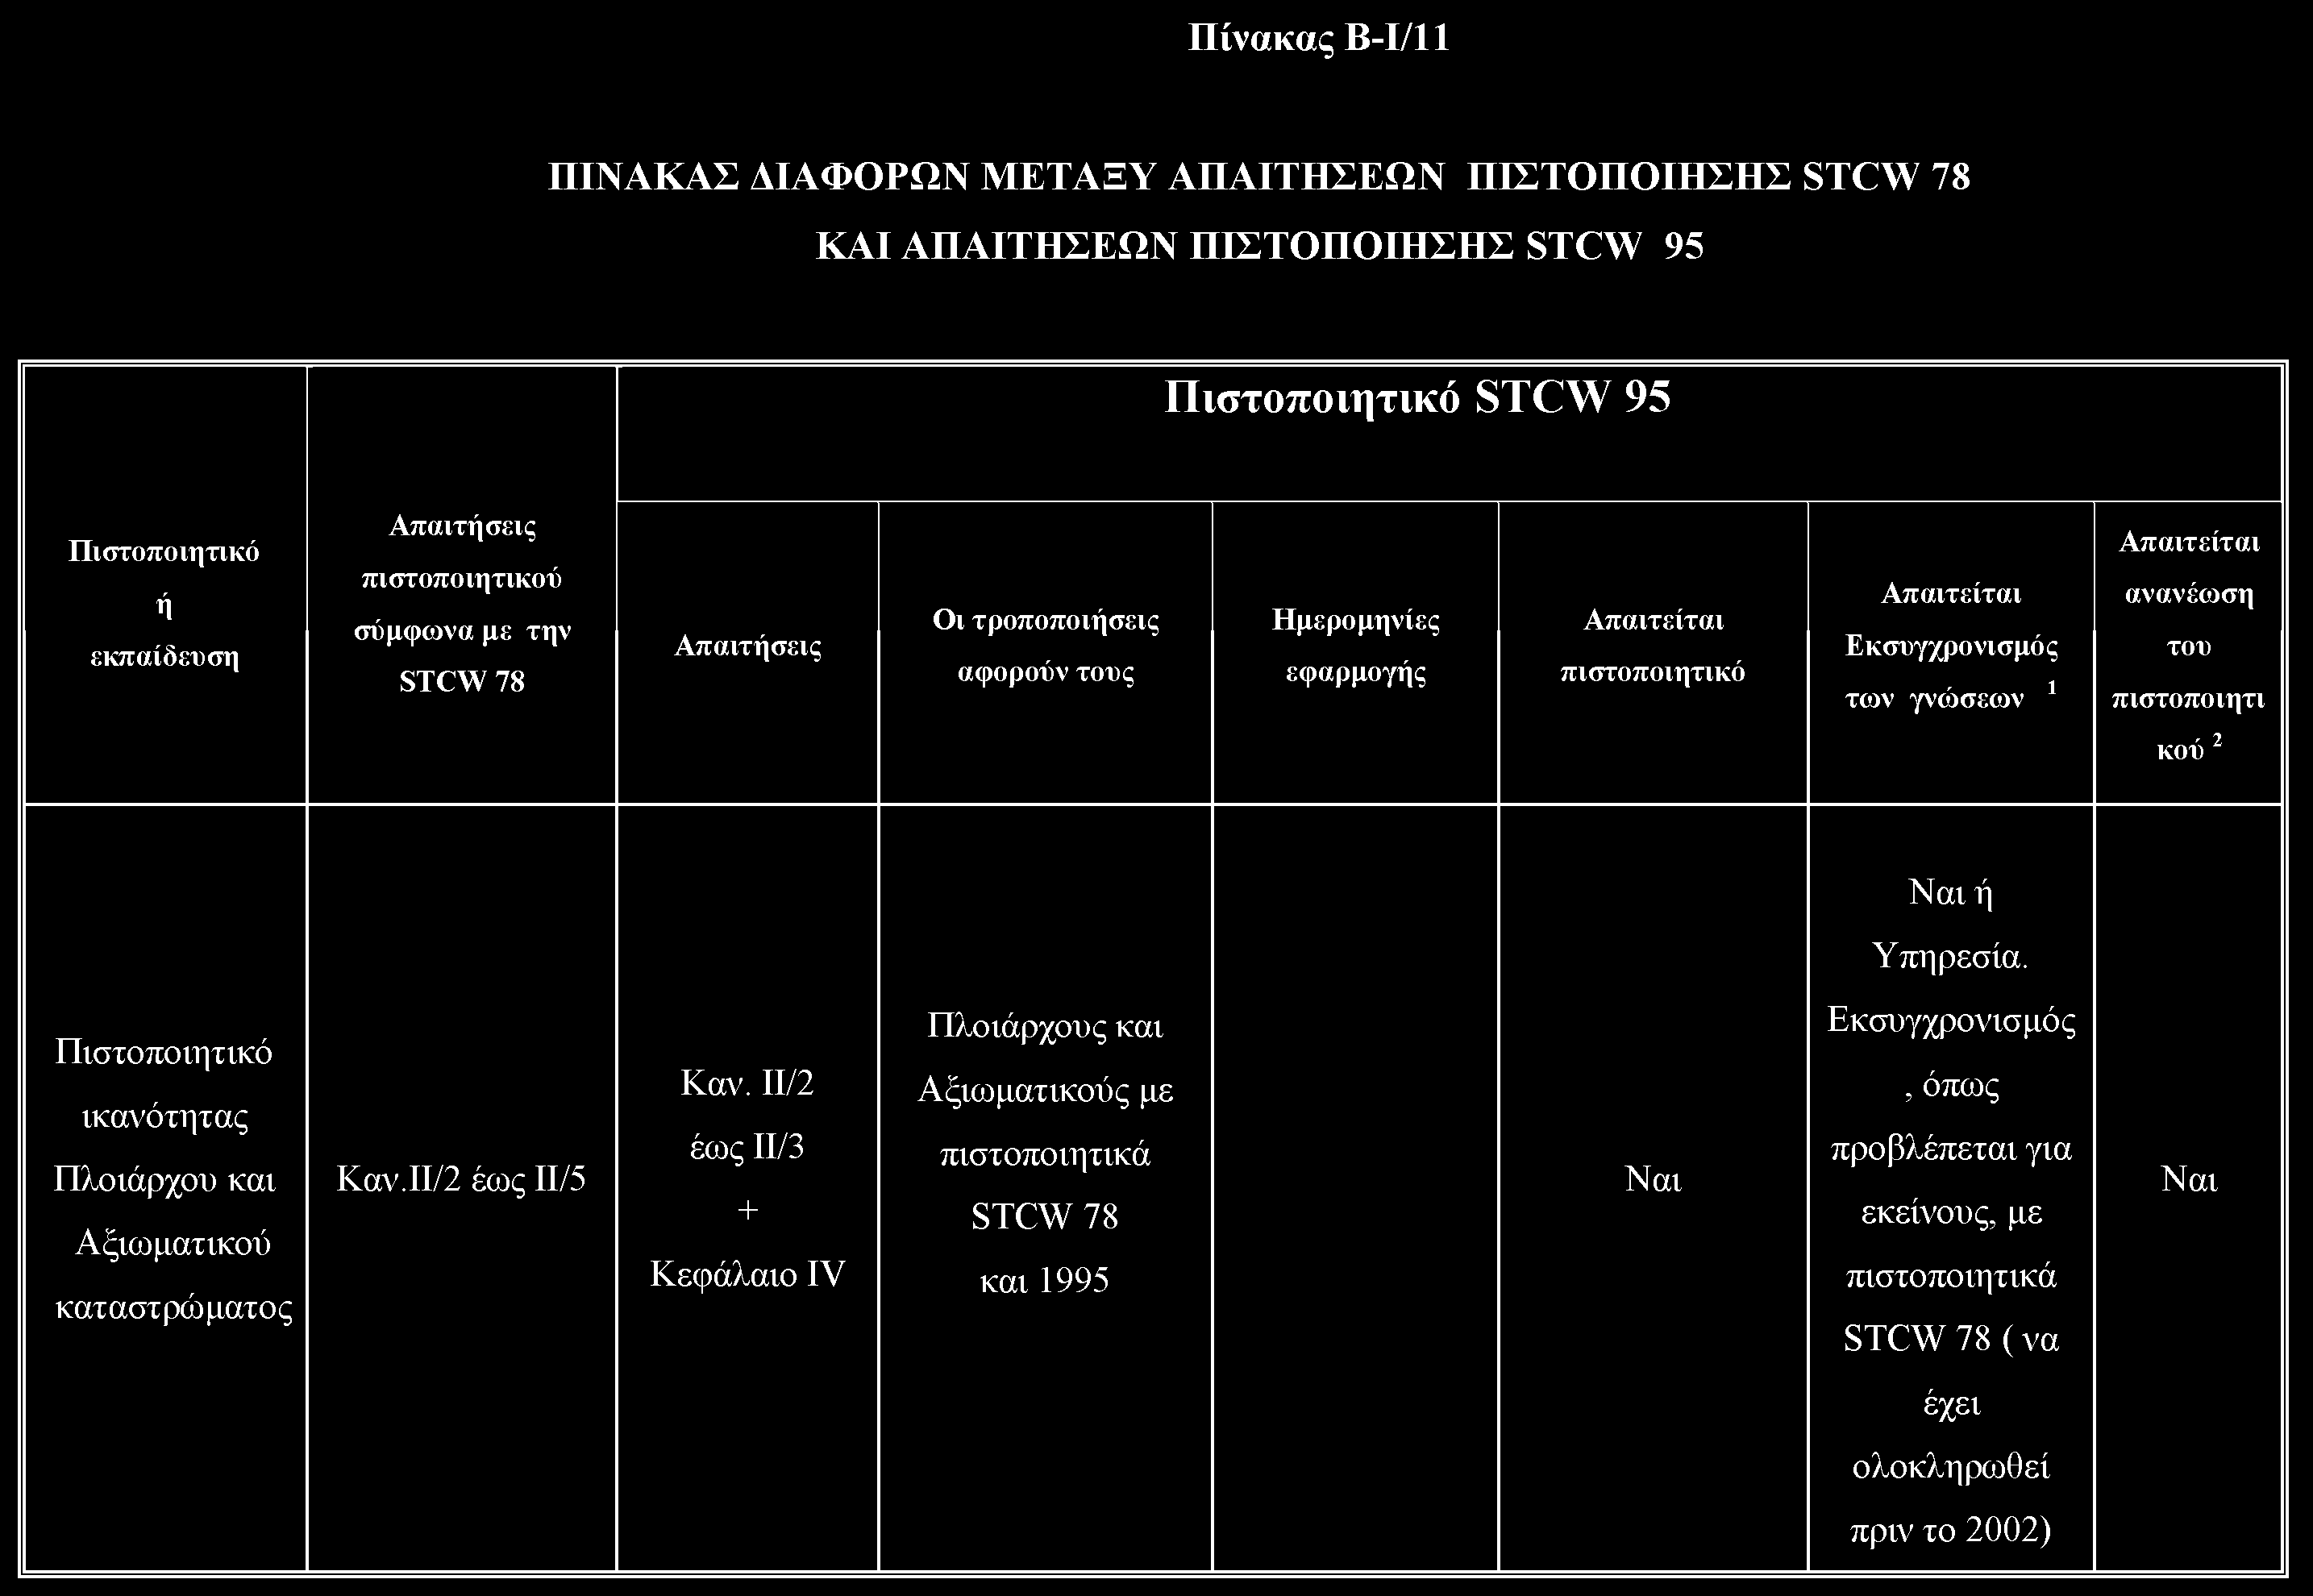 Πίνακας Β-Ι/11
ΠΙΝΑΚΑΣ ΔΙΑΦΟΡΩΝ ΜΕΤΑΞΥ ΑΠΑΙΤΗΣΕΩΝ ΠΙΣΤΟΠΟΙΗΣΗΣ STCW 78
ΚΑΙ ΑΠΑΙΤΗΣΕΩΝ ΠΙΣΤΟΠΟΙΗΣΗΣ STCW 95
Πιστοποιητικό
ή
εκπαίδευση
Απαιτήσεις
πιστοποιητικού
σύμφωνα με την
STCW 78
Πιστοποιητικό STCW 95
Απαιτήσεις
Οι τροποποιήσεις
αφορούν τους
Ημερομηνίες
εφαρμογής
Απαιτείται
πιστοποιητικό
Απαιτείται
Εκσυγχρονισμός
των γνώσεων 1
Απαιτείται
ανανέωση
του
πιστοποιητι
κού 2
Πιστοποιητικό
ικανότητας
Πλοιάρχου και
Αξιωματικού
καταστρώματος
Καν.ΙΙ/2 έως ΙΙ/5
Καν. ΙΙ/2
έως ΙΙ/3
+
Κεφάλαιο IV
Πλοιάρχους και
Αξιωματικούς με
πιστοποιητικά
STCW 78
και 1995
Ναι
Ναι ή
Υπηρεσία.
Εκσυγχρονισμός
, όπως
προβλέπεται για
εκείνους, με
πιστοποιητικά
STCW 78 ( να
έχει
ολοκληρωθεί
πριν το 2002)
Ναι